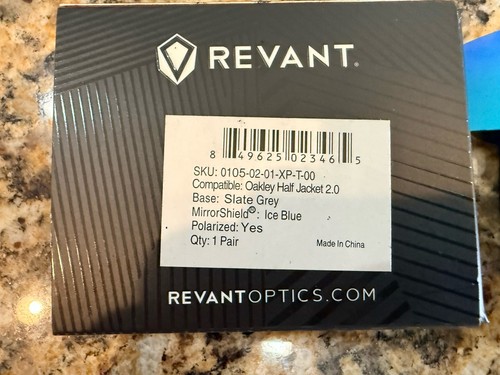 REVANT®
8 49625 02346 5
SKU: 0105-02-01-XP-T-00
Compatible: Oakley Half Jacket 2.0
Base: Slate Grey
MirrorShield®: Ice Blue
Polarized: Yes
Qty: 1 Pair Made In China
REVANTOPTICS.COM